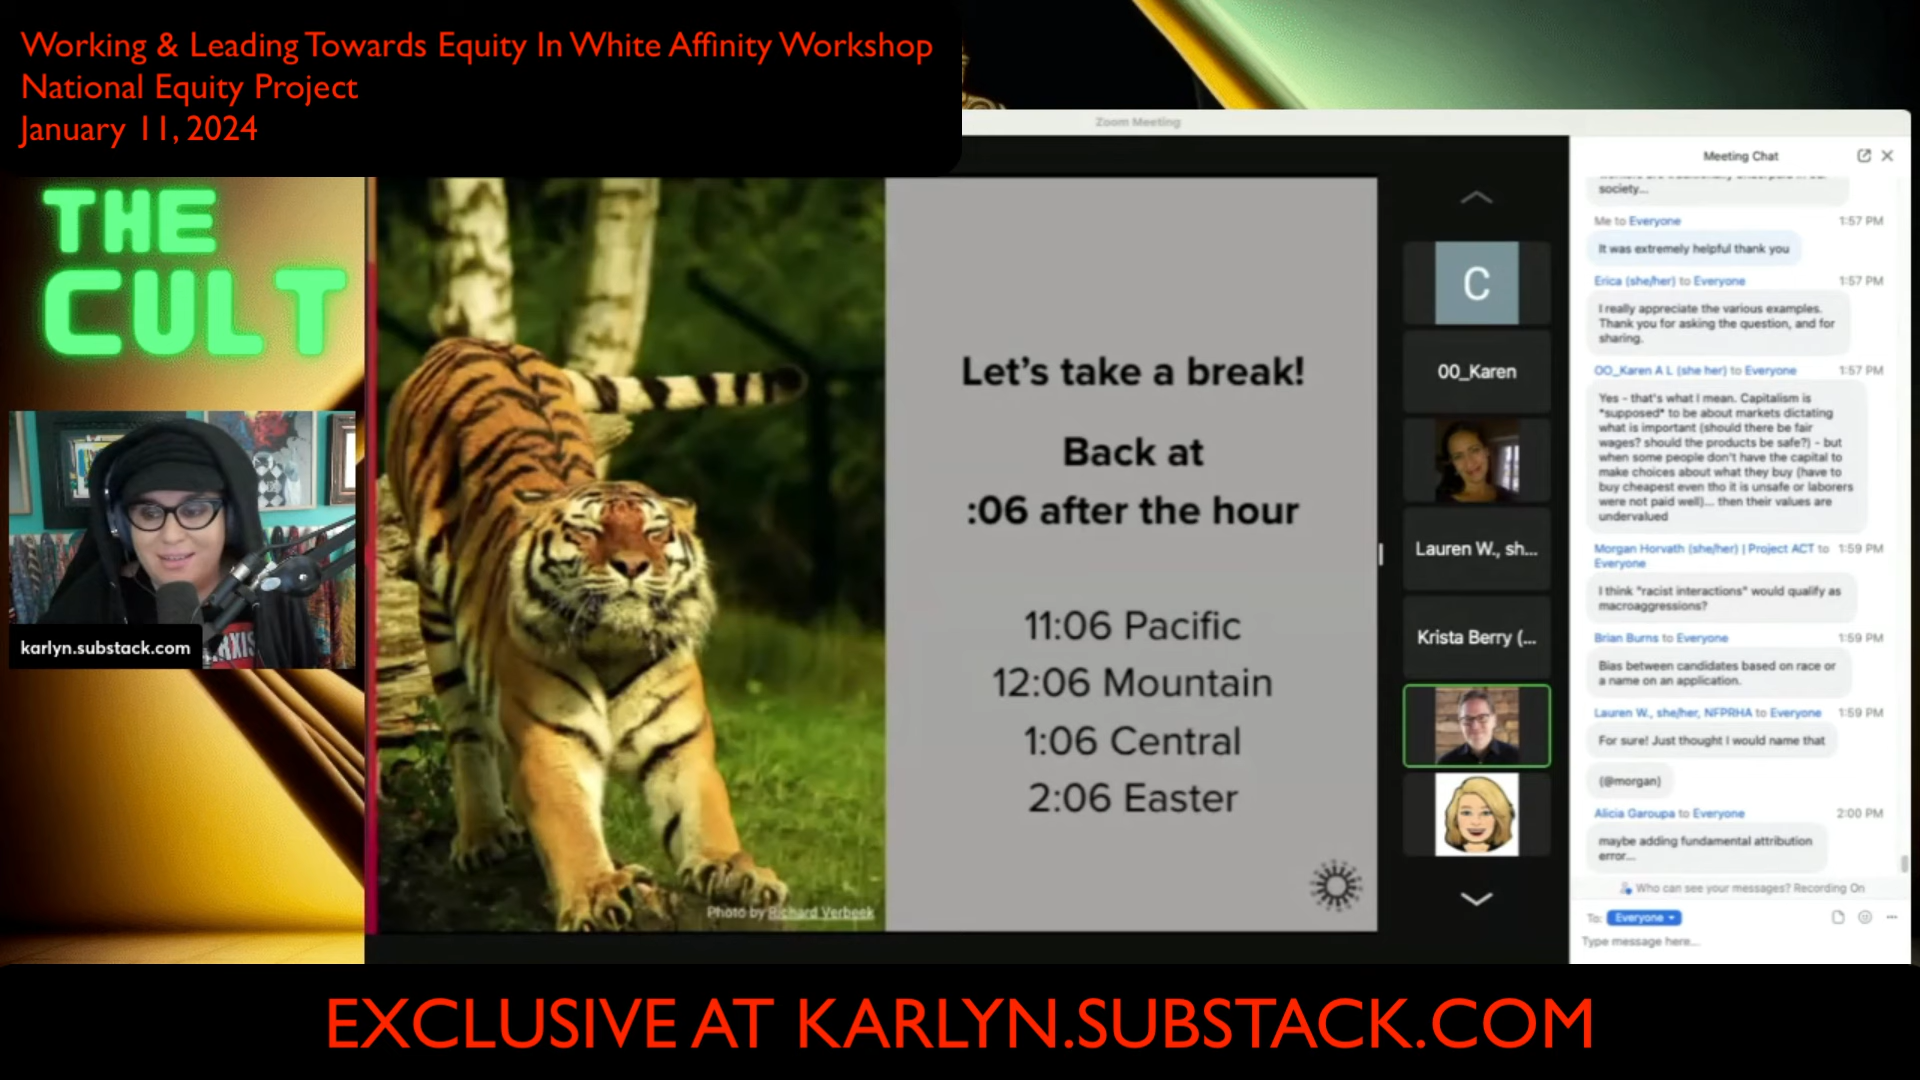 Working & Leading Towards Equity In White Affinity Workshop
National Equity Project
January 11, 2024
THE
CULT
karlyn.substack.com
Zoom Meeting
Let's take a break!
Back at
:06 after the hour
11:06 Pacific
12:06 Mountain
1:06 Central
2:06 Easter
Photo by Richard Verbeek
C
00_Karen
Lauren W., sh...
Krista Berry (...
Meeting Chat
society...
Me to Everyone 1:57 PM
It was extremely helpful thank you
Erica (she/her) to Everyone 1:57 PM
I really appreciate the various examples.
Thank you for asking the question, and for
sharing.
OO_Karen A L (she her) to Everyone 1:57 PM
Yes - that's what I mean. Capitalism is
*supposed* to be about markets dictating
what is important (should there be fair
wages? should the products be safe?) - but
when some people don't have the capital to
make choices about what they buy (have to
buy cheapest even tho it is unsafe or laborers
were not paid well)... then their values are
undervalued
Morgan Horvath (she/her) | Project ACT to 1:59 PM
Everyone
I think "racist interactions" would qualify as
macroaggressions?
Brian Burns to Everyone 1:59 PM
Bias between candidates based on race or
a name on an application.
Lauren W., she/her, NFPRHA to Everyone 1:59 PM
For sure! Just thought I would name that
(@morgan)
Alicia Garoupa to Everyone 2:00 PM
maybe adding fundamental attribution
error...
Who can see your messages? Recording On
To: Everyone
Type message here...
EXCLUSIVE AT KARLYN.SUBSTACK.COM